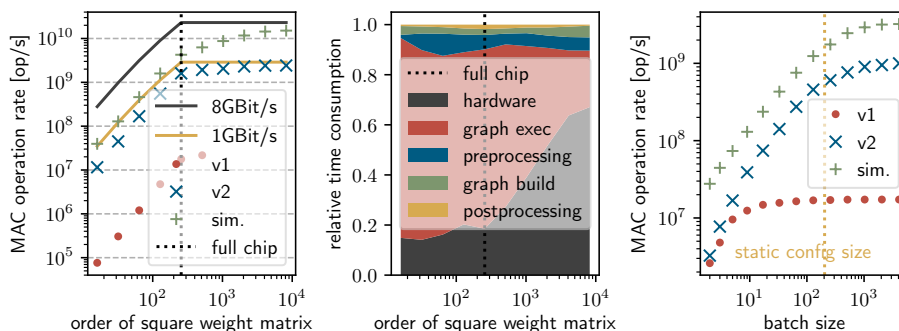 MAC operation rate [op/s]
10^10
10^9
10^8
10^7
10^6
10^5
8GBit/s
1GBit/s
v1
v2
sim.
full chip
10^2
10^3
10^4
order of square weight matrix
relative time consumption
1.0
0.8
0.6
0.4
0.2
0.0
full chip
hardware
graph exec
preprocessing
graph build
postprocessing
10^2
10^3
10^4
order of square weight matrix
MAC operation rate [op/s]
10^9
10^8
10^7
v1
v2
sim.
static config size
10^1
10^2
10^3
batch size